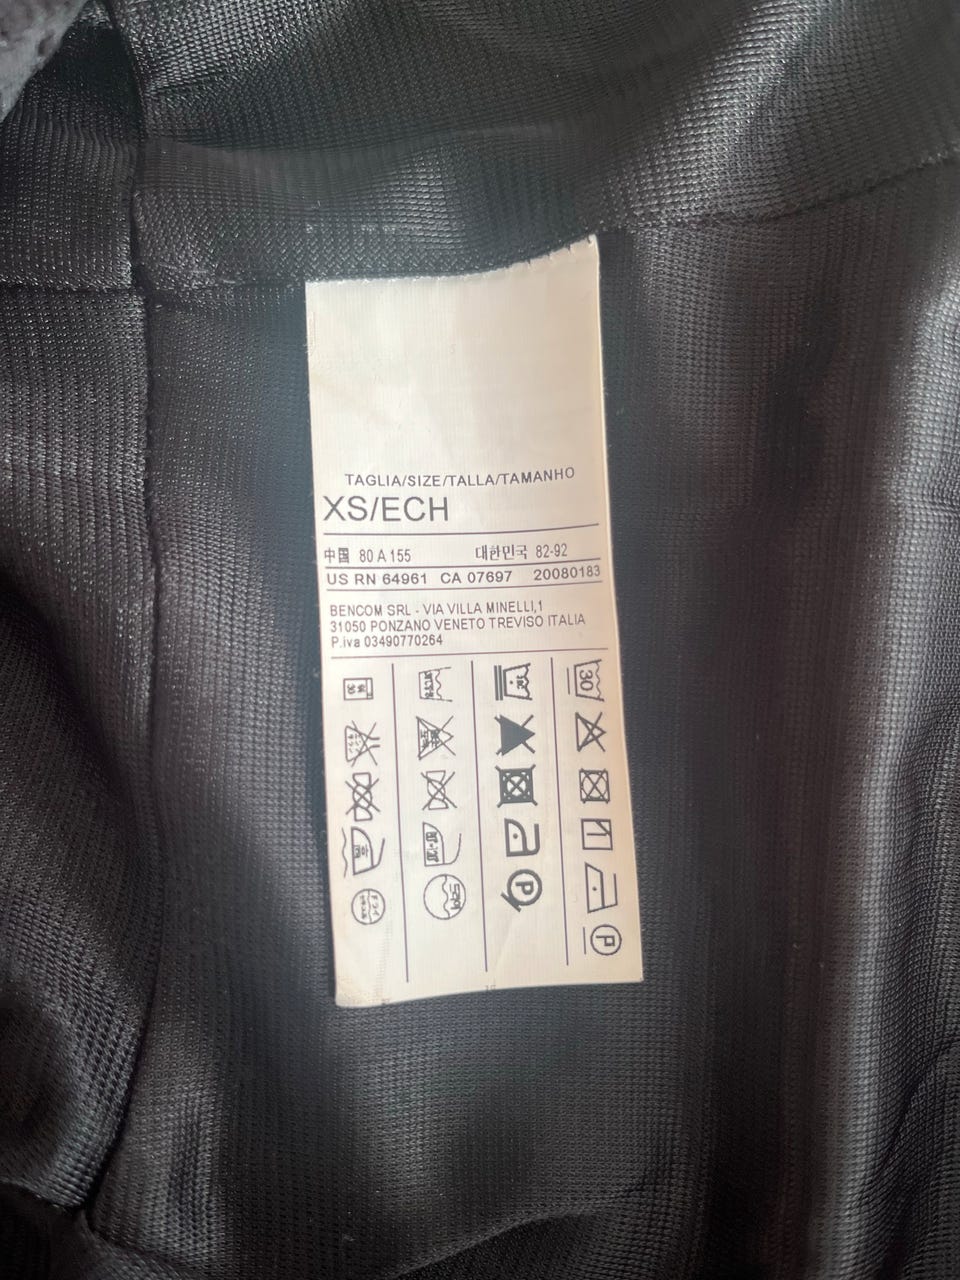 TAGLIA/SIZE/TALLA/TAMANHO
XS/ECH
中国 80 A 155 대한민국 82-92
US RN 64961 CA 07697 20080183
BENCOM SRL - VIA VILLA MINELLI,1
31050 PONZANO VENETO TREVISO ITALIA
P.iva 03490770264
30
P
P